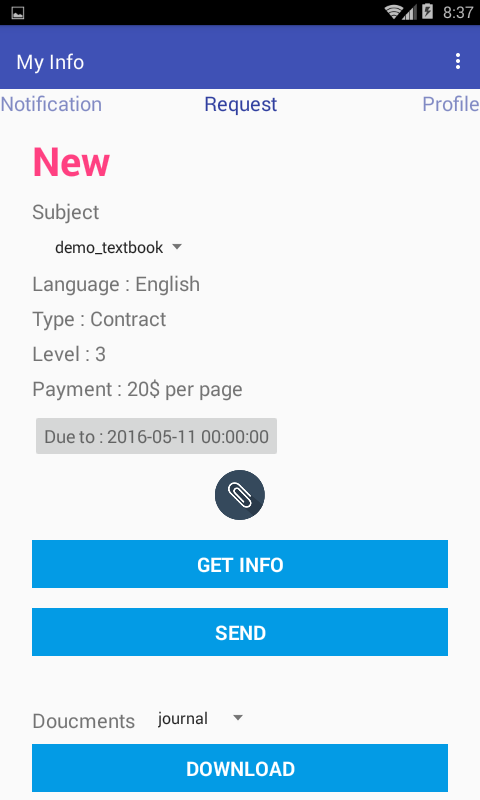 8:37
My Info
Notification Request Profile
New
Subject
demo_textbook
Language : English
Type : Contract
Level : 3
Payment : 20$ per page
Due to : 2016-05-11 00:00:00
GET INFO
SEND
Doucments journal
DOWNLOAD